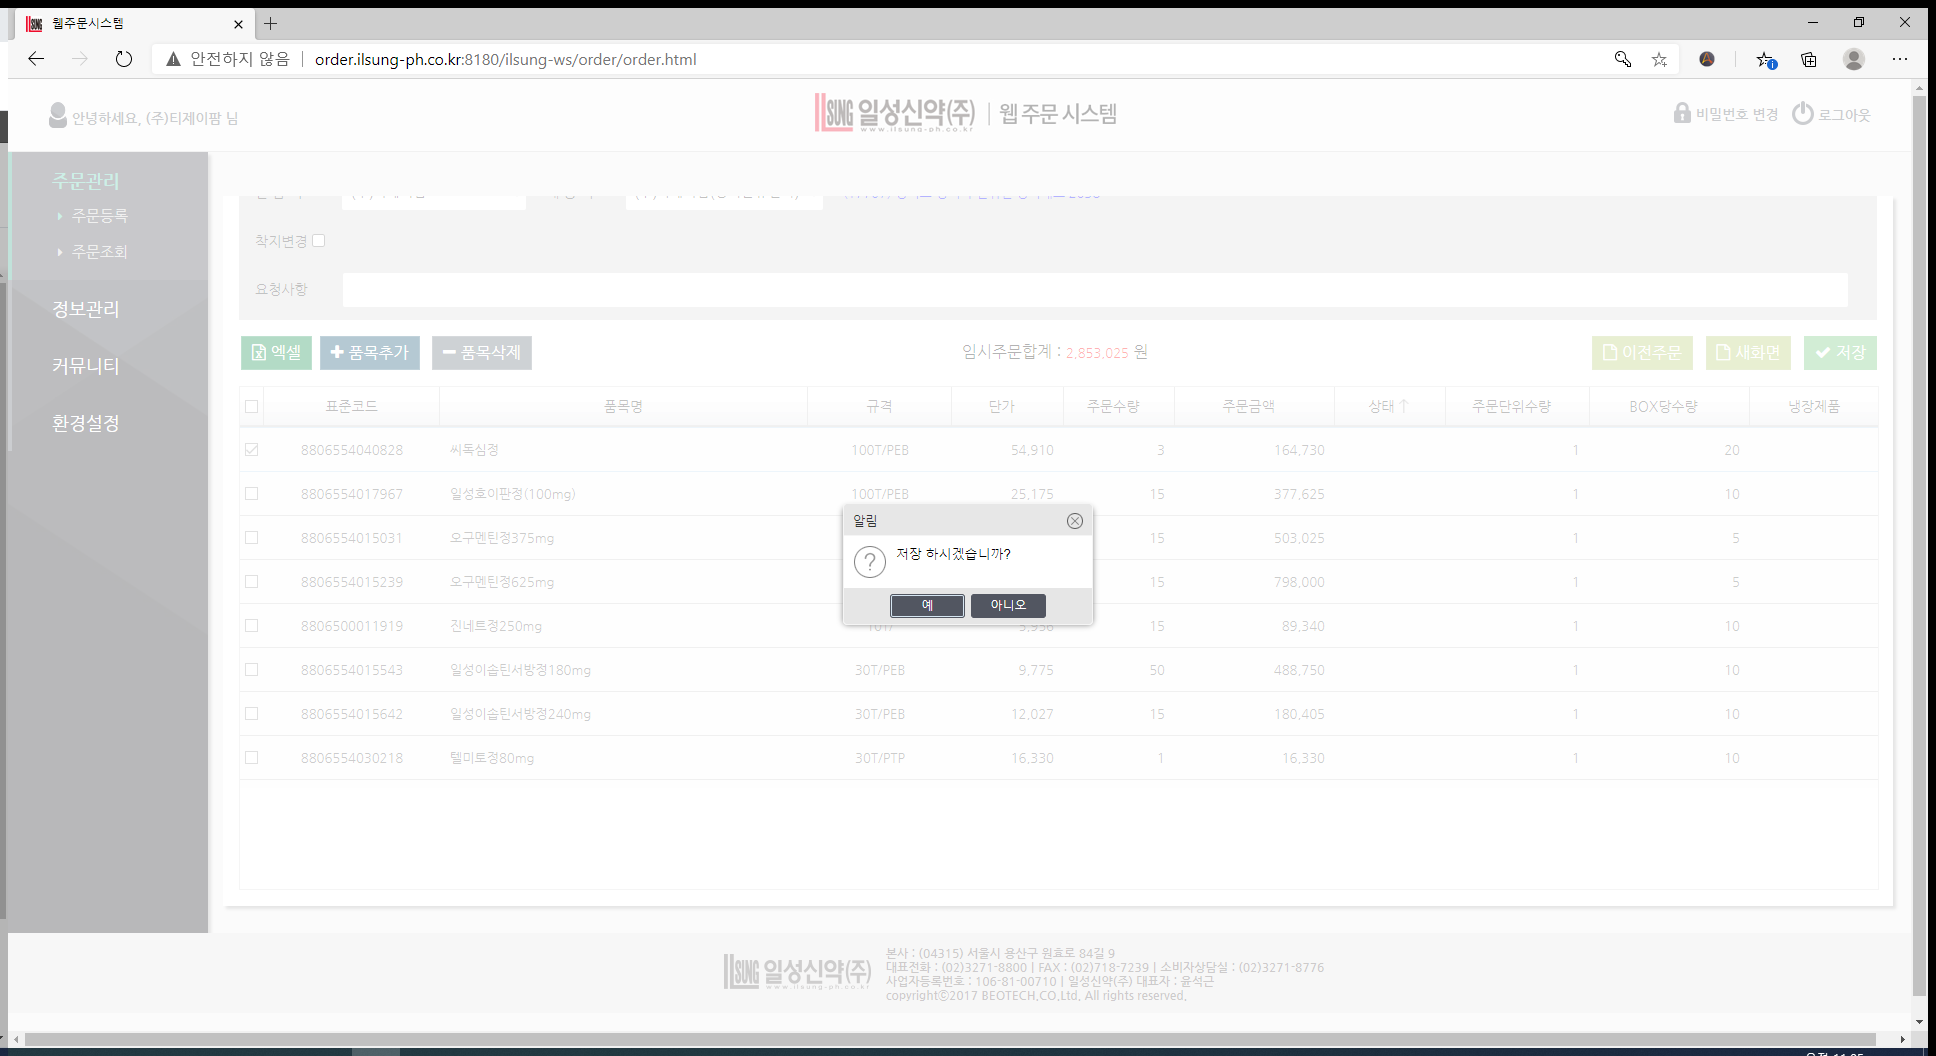 웹주문시스템
안전하지 않음 | order.ilsung-ph.co.kr:8180/ilsung-ws/order/order.html
안녕하세요, (주)티제이팜 님
ILSUNG 일성신약(주) | 웹 주문 시스템
www.ilsung-ph.co.kr
비밀번호 변경 로그아웃
주문관리
주문등록
주문조회
정보관리
커뮤니티
환경설정
착지변경
요청사항
엑셀 품목추가 품목삭제 임시주문합계 : 2,853,025 원 이전주문 새화면 저장
표준코드 품목명 규격 단가 주문수량 주문금액 상태 주문단위수량 BOX당수량 냉장제품
8806554040828 씨독심정 100T/PEB 54,910 3 164,730 1 20
8806554017967 일성호이판정(100mg) 100T/PEB 25,175 15 377,625 1 10
8806554015031 오구멘틴정375mg 15 503,025 1 5
8806554015239 오구멘틴정625mg 15 798,000 1 5
8806500011919 진네트정250mg 5,956 15 89,340 1 10
8806554015543 일성이솝틴서방정180mg 30T/PEB 9,775 50 488,750 1 10
8806554015642 일성이솝틴서방정240mg 30T/PEB 12,027 15 180,405 1 10
8806554030218 텔미토정80mg 30T/PTP 16,330 1 16,330 1 10
알림
저장 하시겠습니까?
예 아니오
ILSUNG 일성신약(주)
www.ilsung-ph.co.kr
본사 : (04315) 서울시 용산구 원효로 84길 9
대표전화 : (02)3271-8800 | FAX : (02)718-7239 | 소비자상담실 : (02)3271-8776
사업자등록번호 : 106-81-00710 | 일성신약(주) 대표자 : 윤석근
copyrightⓒ2017 BEOTECH,CO,Ltd, All rights reserved,